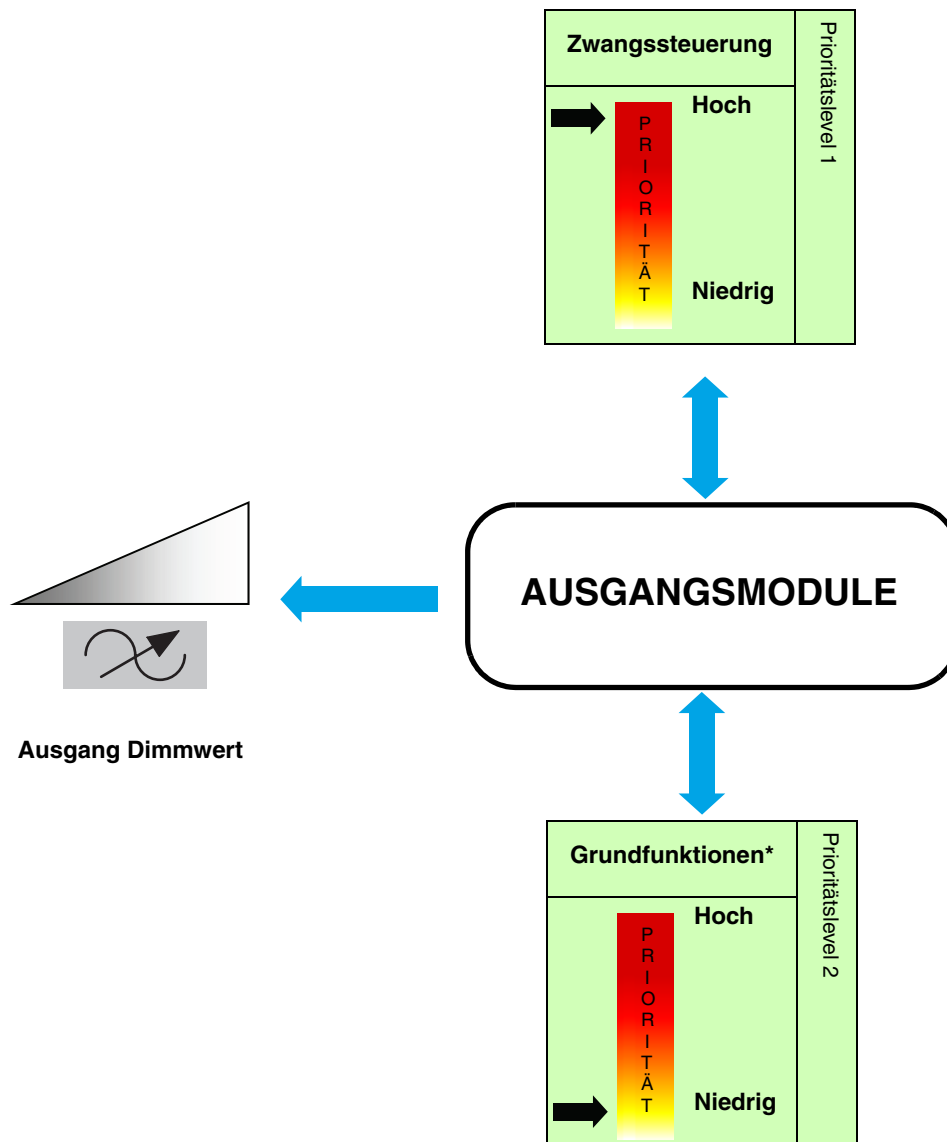 Zwangssteuerung
Prioritätslevel 1
Hoch
PRIORITÄT
Niedrig
AUSGANGSMODULE
Ausgang Dimmwert
Grundfunktionen*
Prioritätslevel 2
Hoch
PRIORITÄT
Niedrig